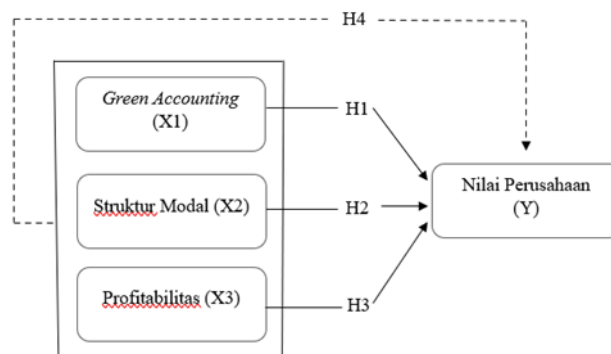 H4
Green Accounting
(X1)
H1
Struktur Modal (X2)
H2
Nilai Perusahaan
(Y)
Profitabilitas (X3)
H3